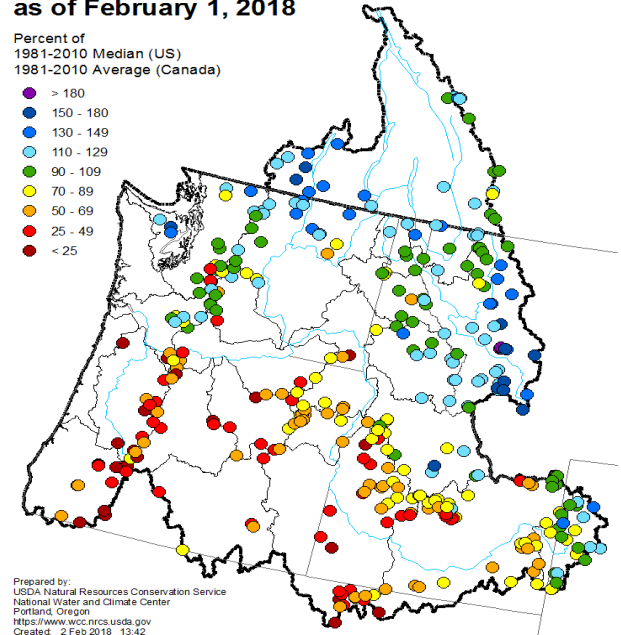 as of February 1, 2018
Percent of
1981-2010 Median (US)
1981-2010 Average (Canada)
> 180
150 - 180
130 - 149
110 - 129
90 - 109
70 - 89
50 - 69
25 - 49
< 25
Prepared by:
USDA Natural Resources Conservation Service
National Water and Climate Center
Portland, Oregon
https://www.wcc.nrcs.usda.gov
Created: 2 Feb 2018 13:42